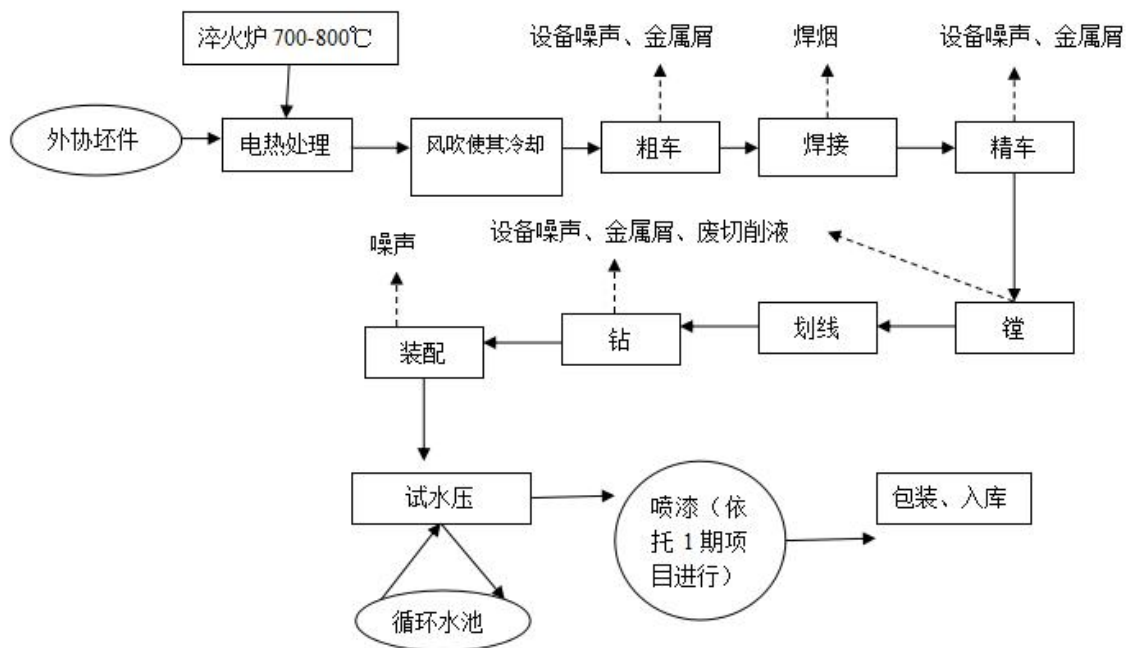 淬火炉 700-800℃
设备噪声、金属屑
焊烟
设备噪声、金属屑
外协坯件
电热处理
风吹使其冷却
粗车
焊接
精车
设备噪声、金属屑、废切削液
噪声
装配
钻
划线
镗
试水压
循环水池
喷漆（依
托 1 期项
目进行）
包装、入库